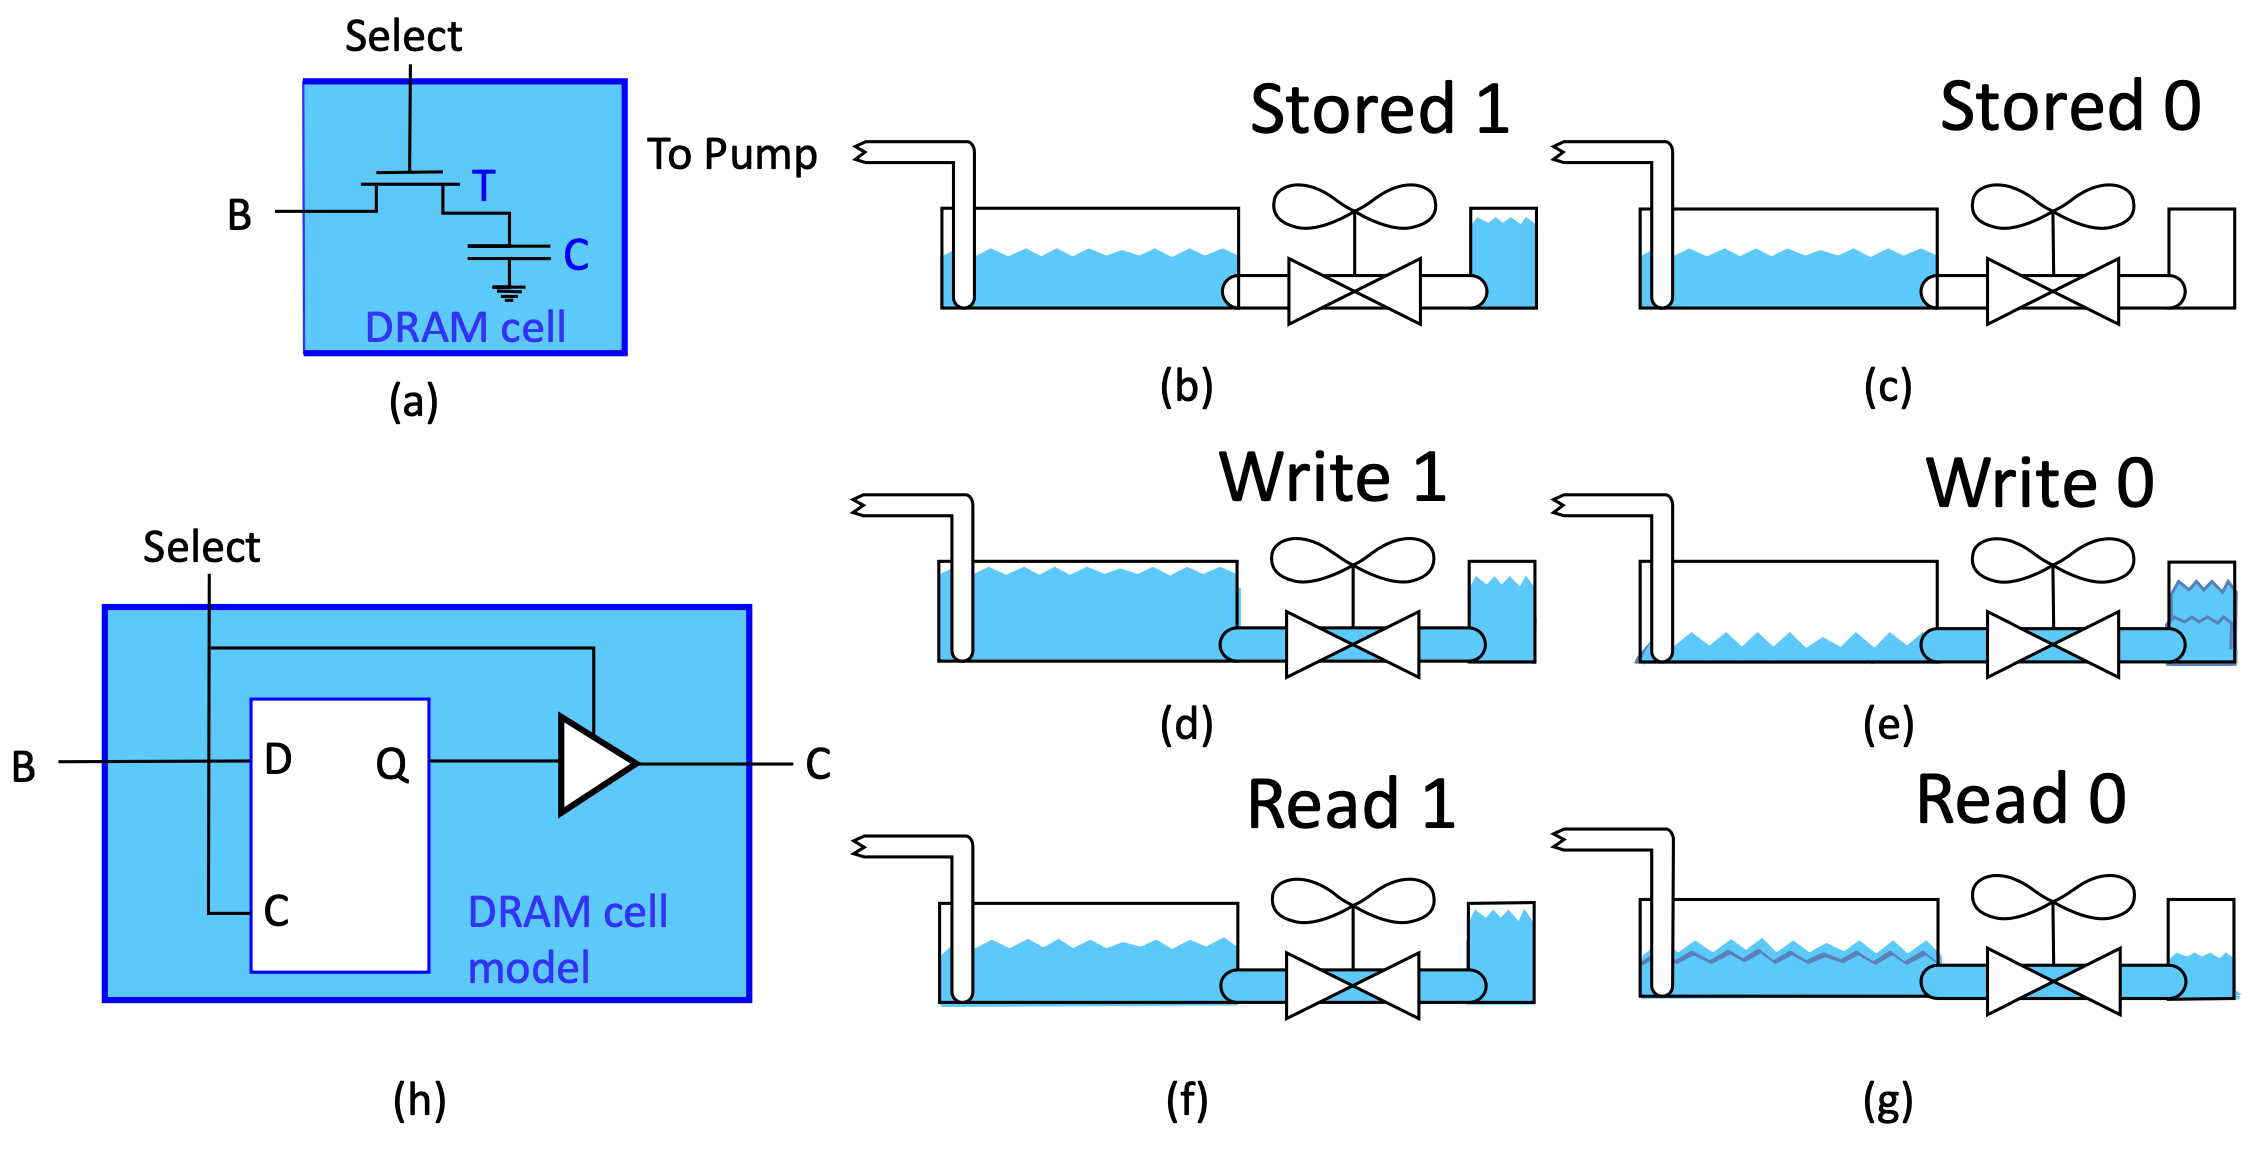 Select
B
T
C
DRAM cell
(a)
To Pump
Stored 1
(b)
Stored 0
(c)
Write 1
(d)
Write 0
(e)
Select
B
D
Q
C
C
DRAM cell
model
(h)
Read 1
(f)
Read 0
(g)